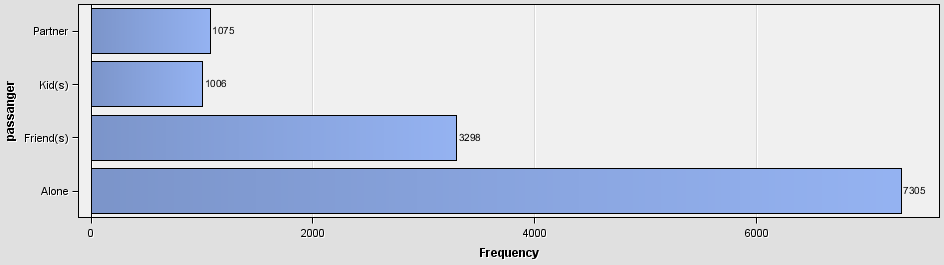 passanger
Partner 1075
Kid(s) 1006
Friend(s) 3298
Alone 7305
0 2000 4000 6000
Frequency